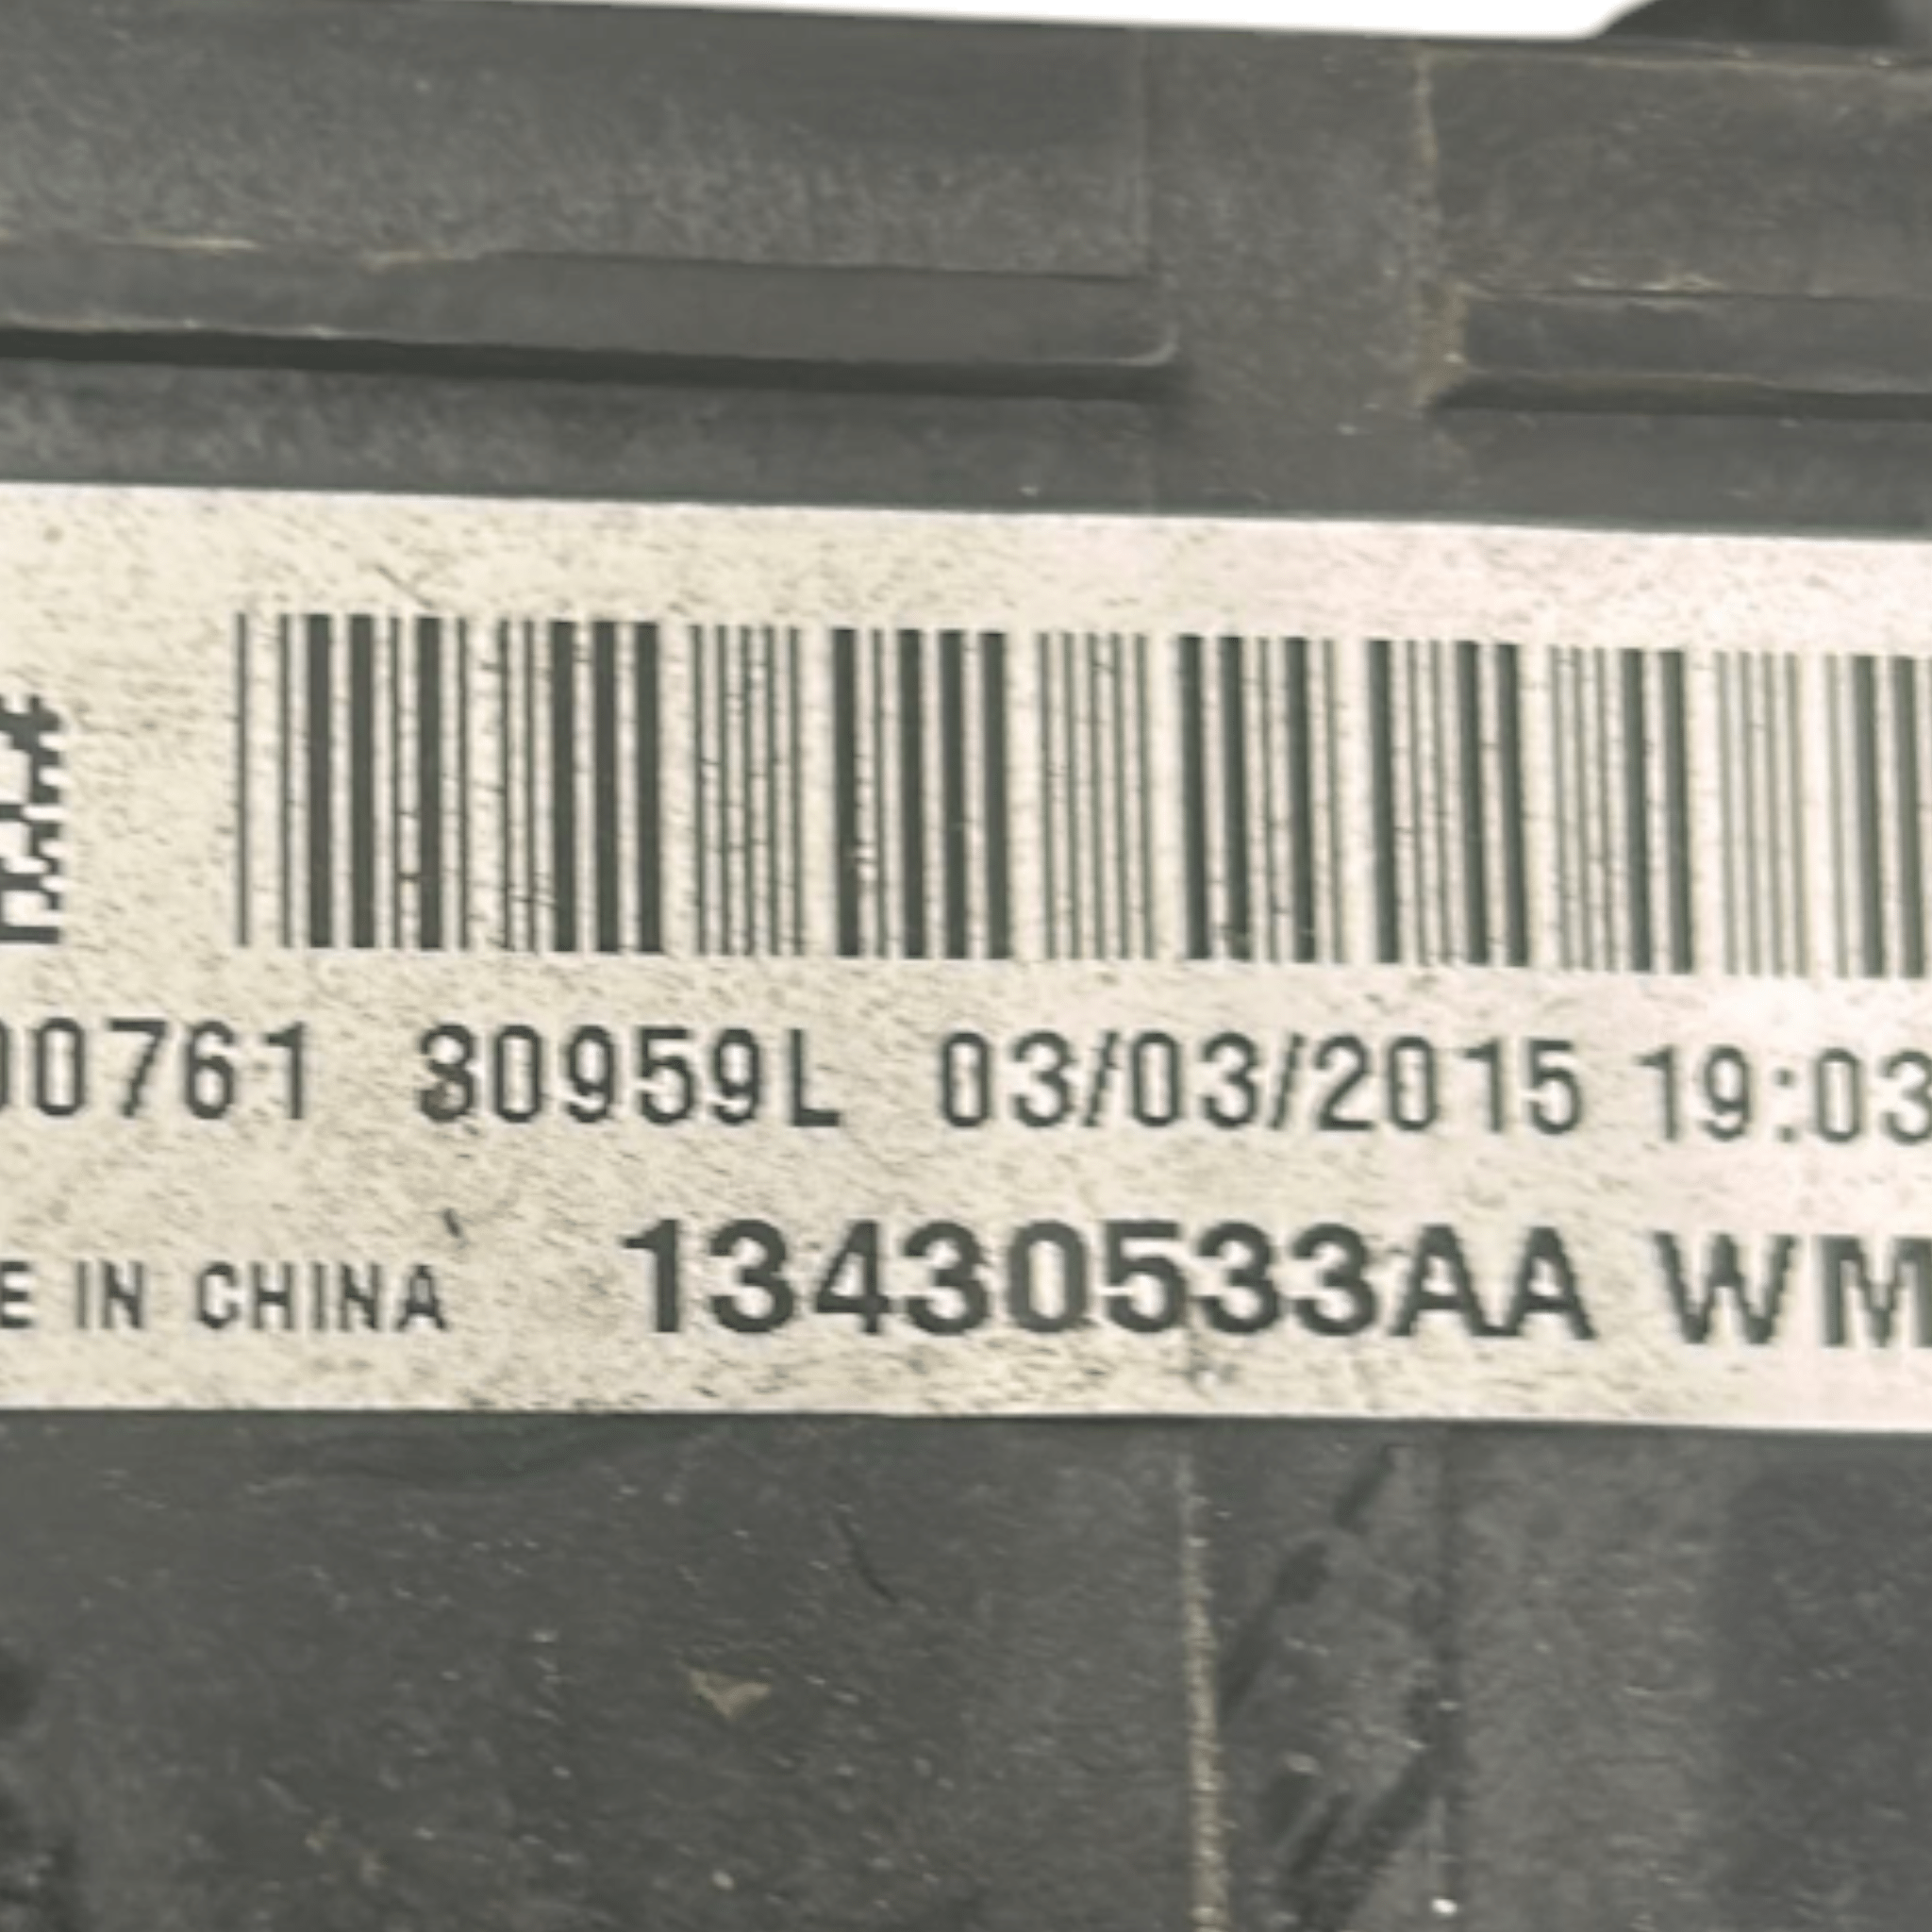 00761 30959L 03/03/2015 19:03
E IN CHINA 13430533AA WM